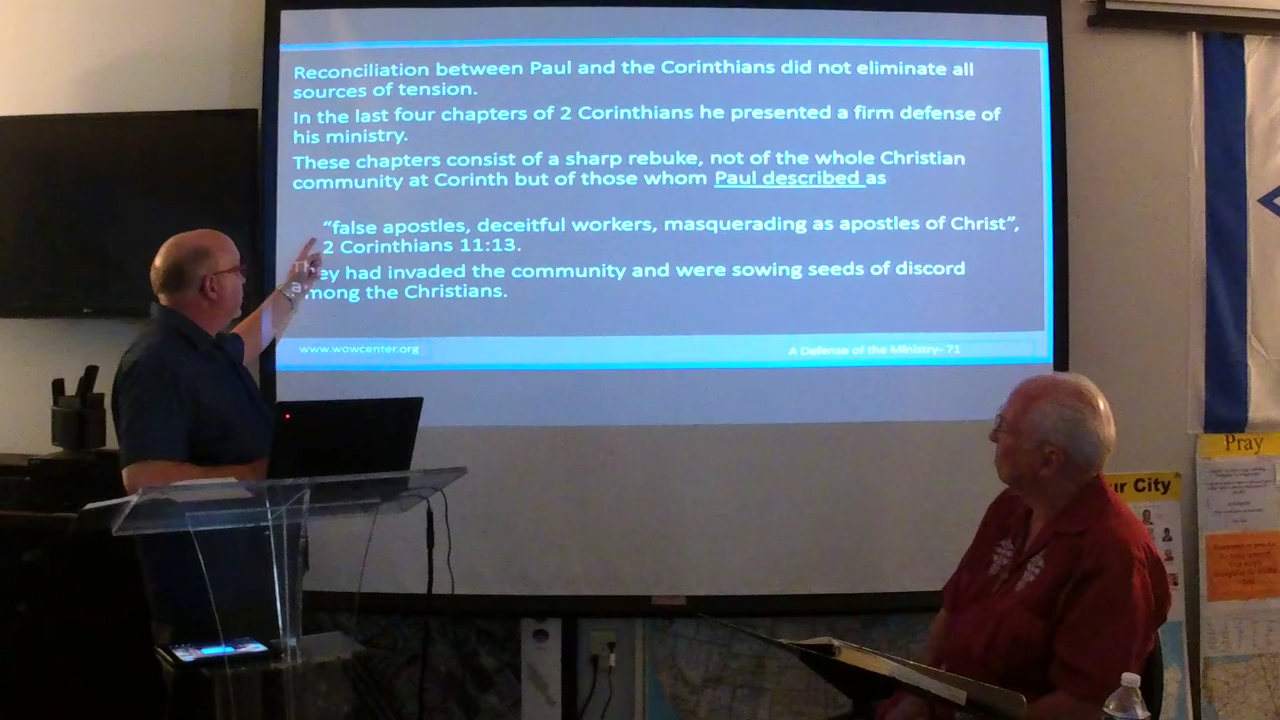 Reconciliation between Paul and the Corinthians did not eliminate all
sources of tension.
In the last four chapters of 2 Corinthians he presented a firm defense of
his ministry.
These chapters consist of a sharp rebuke, not of the whole Christian
community at Corinth but of those whom Paul described as
“false apostles, deceitful workers, masquerading as apostles of Christ”,
2 Corinthians 11:13.
They had invaded the community and were sowing seeds of discord
among the Christians.
www.wowcenter.org
A Defense of the Ministry- 71
Pray
ur City